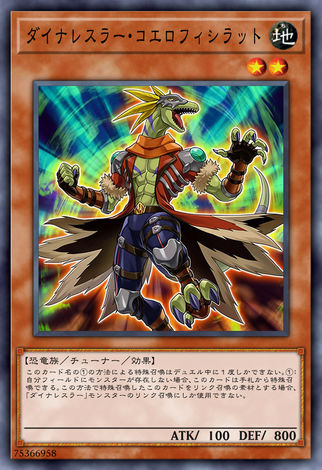 ダイナレスラー・コエロフィシラット
地
【恐竜族／チューナー／効果】
このカード名の①の方法による特殊召喚はデュエル中に１度しかできない。①：
自分フィールドにモンスターが存在しない場合、このカードは手札から特殊召喚
できる。この方法で特殊召喚したこのカードをリンク召喚の素材とする場合、
「ダイナレスラー」モンスターのリンク召喚にしか使用できない。
ATK/ 100 DEF/ 800
75366958